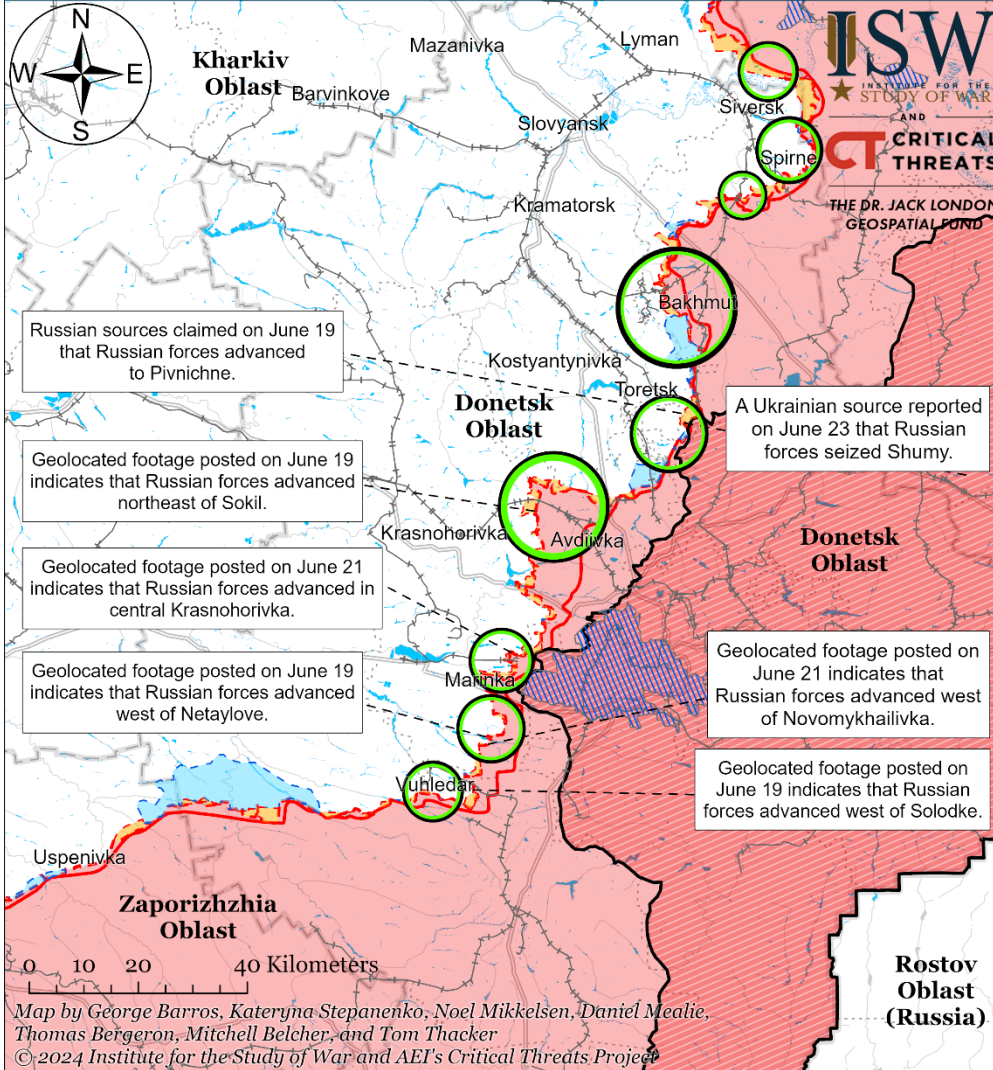 N
W E
S
Kharkiv
Oblast
Mazanivka
Lyman
Barvinkove
Slovyansk
Siversk
ISW
INSTITUTE FOR THE
STUDY OF WAR
AND
CT CRITICAL
THREATS
THE DR. JACK LONDON
GEOSPATIAL FUND
Spirne
Kramatorsk
Bakhmut
Russian sources claimed on June 19
that Russian forces advanced
to Pivnichne.
Kostyantynivka
Toretsk
Donetsk
Oblast
A Ukrainian source reported
on June 23 that Russian
forces seized Shumy.
Geolocated footage posted on June 19
indicates that Russian forces advanced
northeast of Sokil.
Krasnohorivka
Avdiivka
Donetsk
Oblast
Geolocated footage posted on June 21
indicates that Russian forces advanced in
central Krasnohorivka.
Geolocated footage posted on June 19
indicates that Russian forces advanced
west of Netaylove.
Marinka
Geolocated footage posted on
June 21 indicates that
Russian forces advanced west
of Novomykhailivka.
Vuhledar
Geolocated footage posted on
June 19 indicates that Russian
forces advanced west of Solodke.
Uspenivka
Zaporizhzhia
Oblast
0 10 20 40 Kilometers
Rostov
Oblast
(Russia)
Map by George Barros, Kateryna Stepanenko, Noel Mikkelsen, Daniel Mealie,
Thomas Bergeron, Mitchell Belcher, and Tom Thacker
© 2024 Institute for the Study of War and AEI's Critical Threats Project